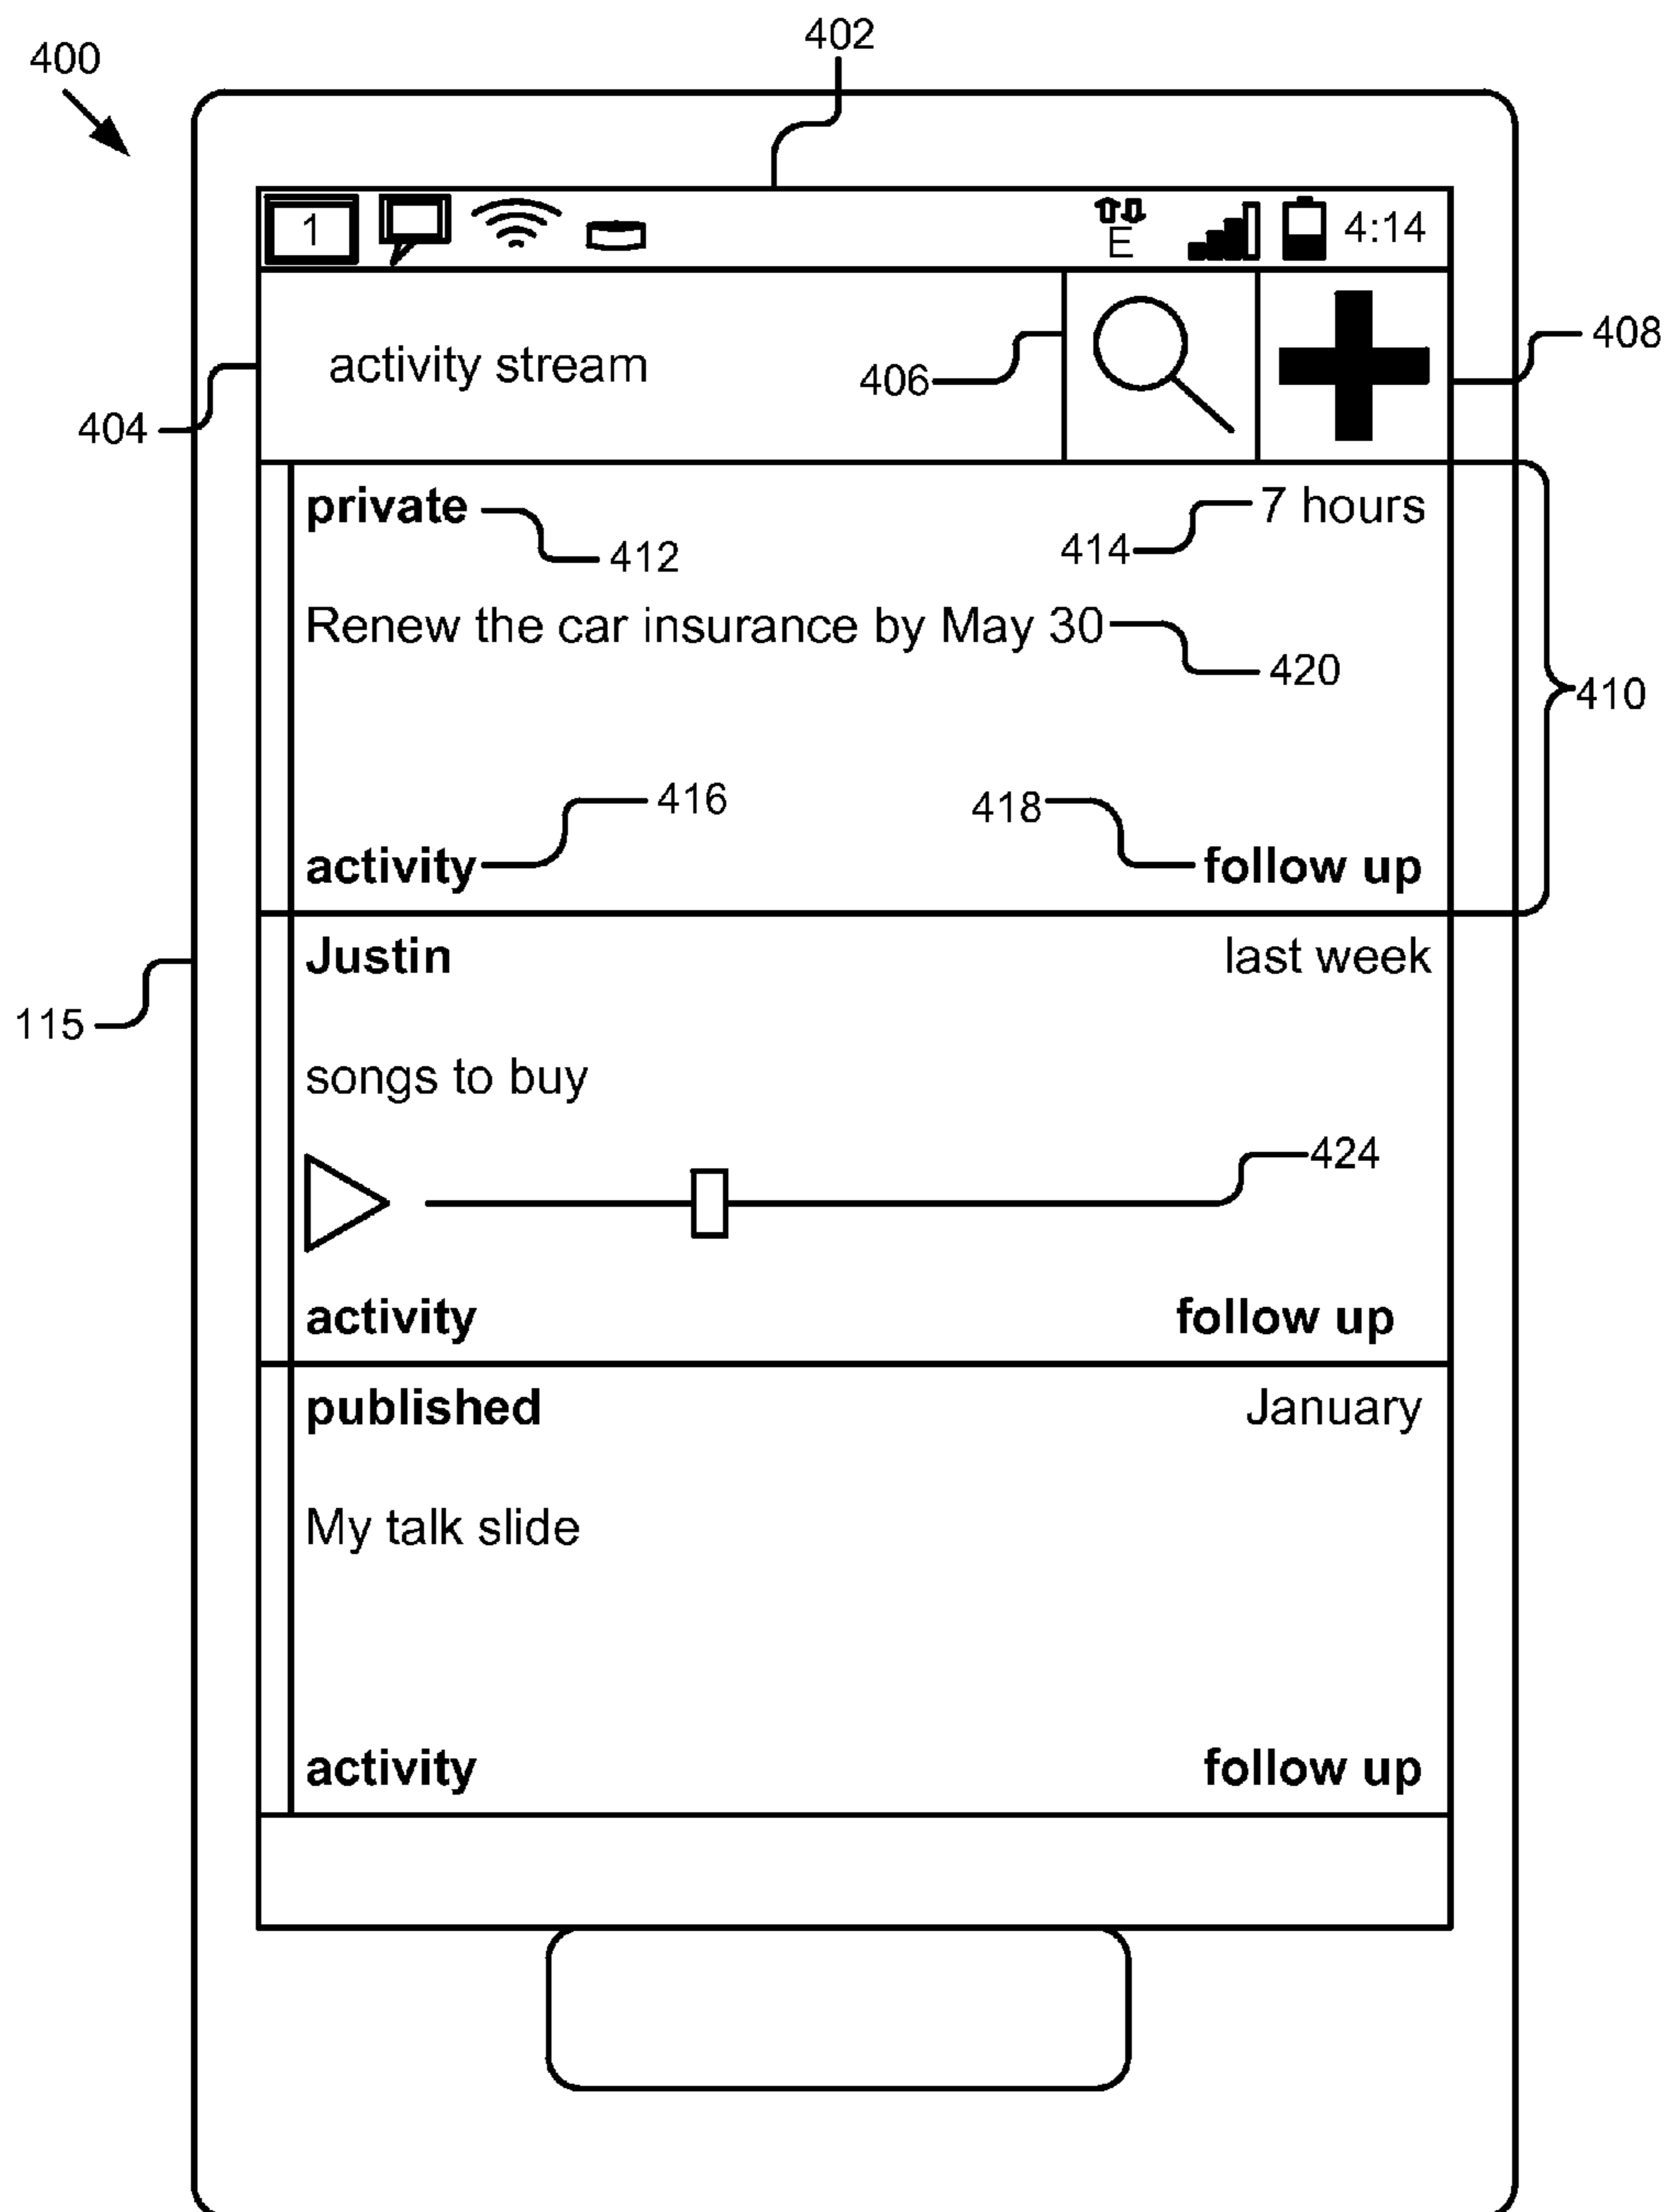 402
400
1
E
4:14
408
activity stream
406
404
private
7 hours
412
414
Renew the car insurance by May 30
420
410
416
418
activity
follow up
Justin
last week
115
songs to buy
424
activity
follow up
published
January
My talk slide
activity
follow up